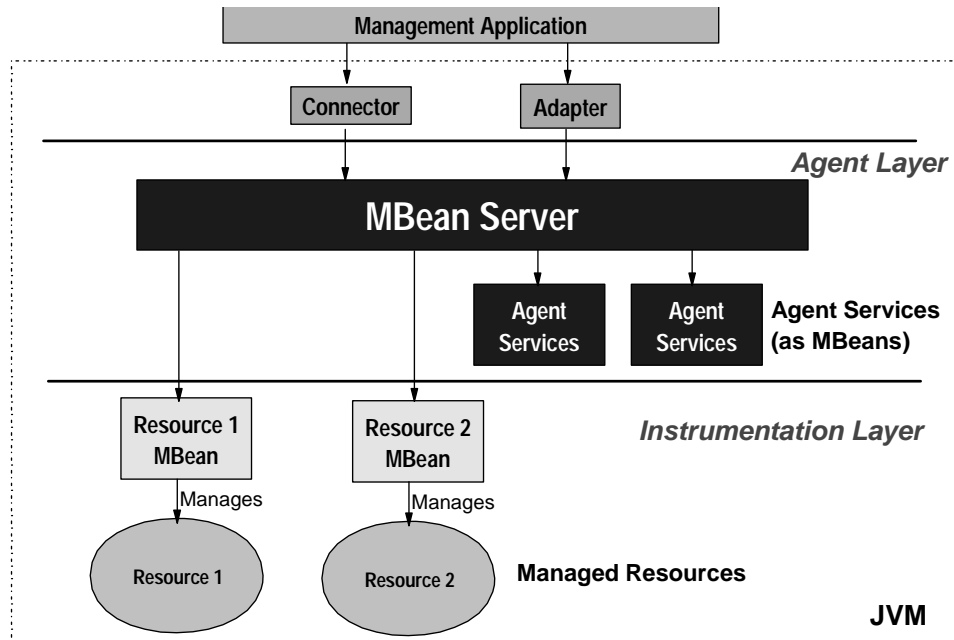 Management Application
Connector
Adapter
Agent Layer
MBean Server
Agent
Services
Agent
Services
Agent Services
(as MBeans)
Resource 1
MBean
Resource 2
MBean
Instrumentation Layer
Manages
Manages
Resource 1
Resource 2
Managed Resources
JVM